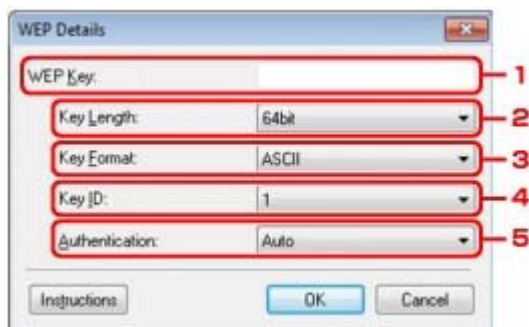 WEP Details
WEP Key: 1
Key Length: 64bit 2
Key Format: ASCII 3
Key ID: 1 4
Authentication: Auto 5
Instructions OK Cancel